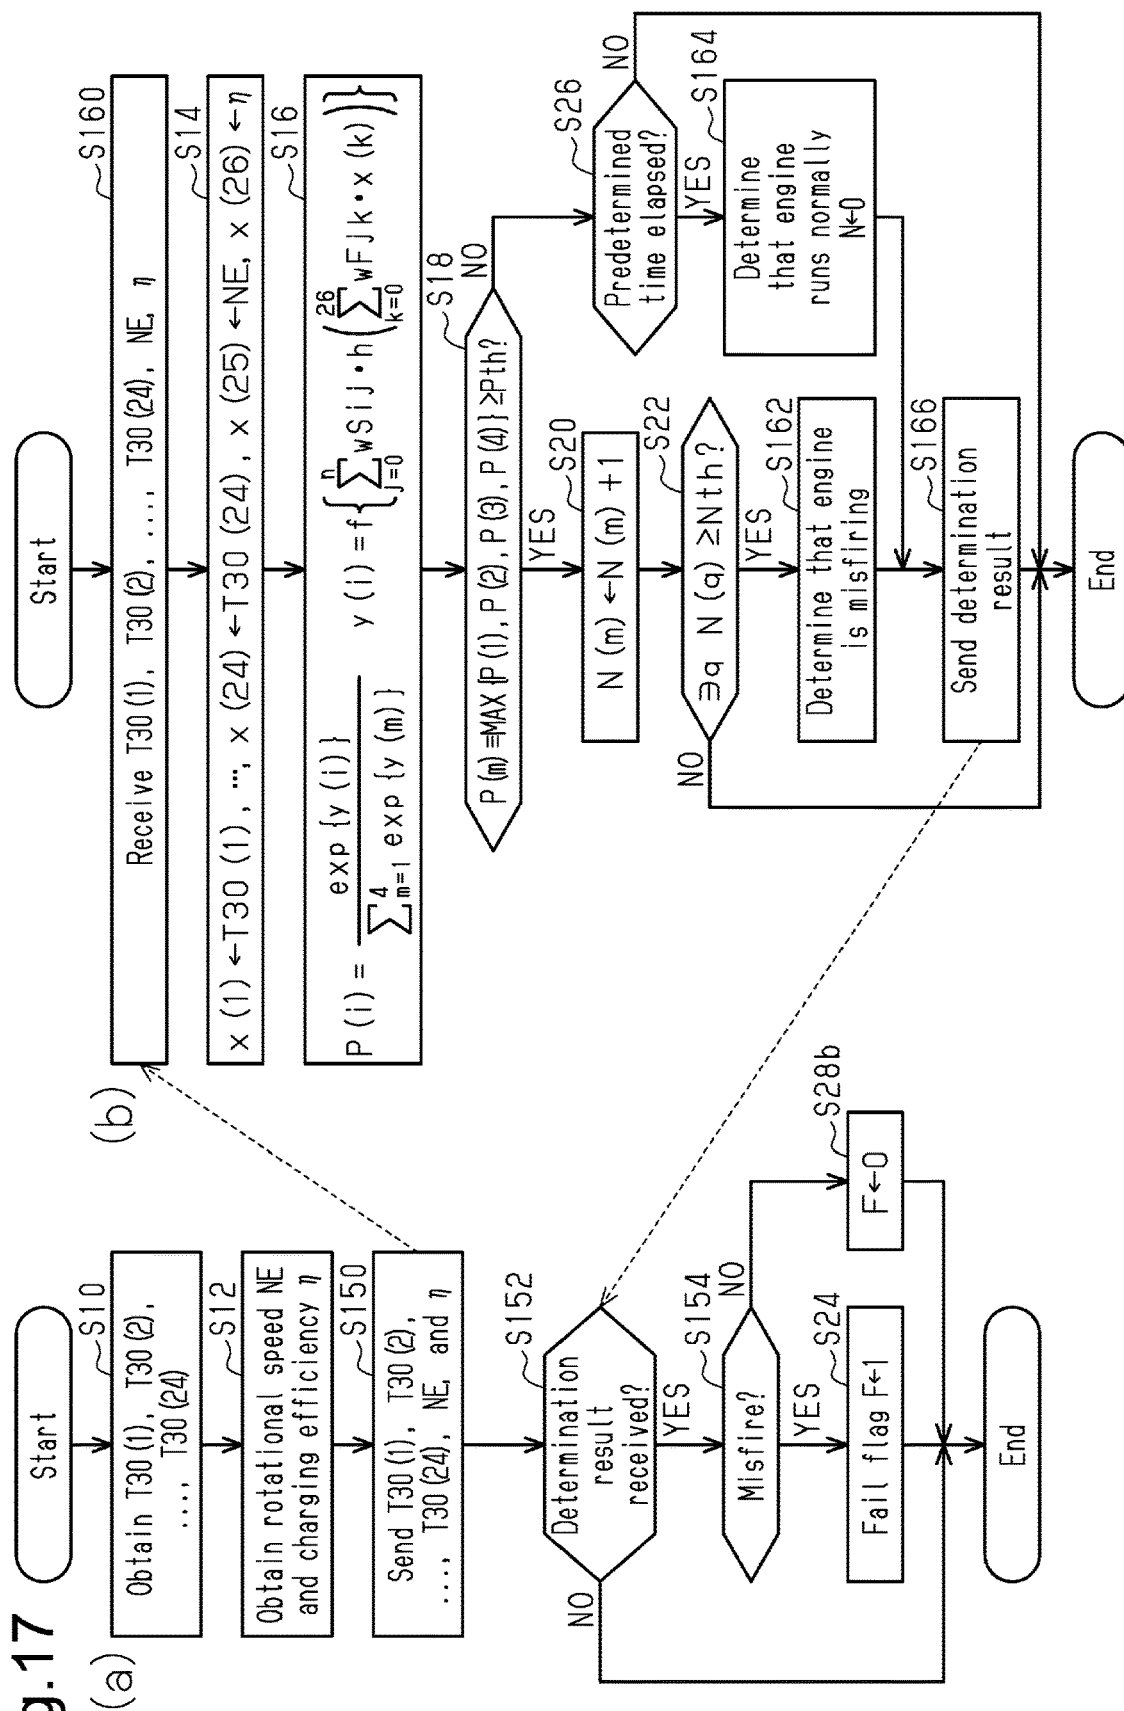 g.17
(a)
Start
S10
Obtain T30(1), T30(2),
...., T30(24)
S12
Obtain rotational speed NE
and charging efficiency η
S150
Send T30(1), T30(2),
...., T30(24), NE, and η
S152
Determination
result
received?
NO
YES
S154
Misfire?
NO
YES
S24
Fail flag F←1
S28b
F←0
End
(b)
Start
S160
Receive T30(1), T30(2), ...., T30(24), NE, η
S14
x(1)←T30(1), …, x(24)←T30(24), x(25)←NE, x(26)←η
S16
P(i) = exp{y(i)} / ∑⁴ₘ₌₁ exp{y(m)}   y(i)=f{∑ⁿⱼ₌₀ wSij·h(∑²⁶ₖ₌₀ wFjk·x(k))}
S18
P(m)=MAX{P(1), P(2), P(3), P(4)}≥Pth?
NO
YES
S20
N(m)←N(m)+1
S22
∃q N(q)≥Nth?
NO
YES
S162
Determine that engine
is misfiring
S26
Predetermined
time elapsed?
NO
YES
S164
Determine
that engine
runs normally
N←0
S166
Send determination
result
End